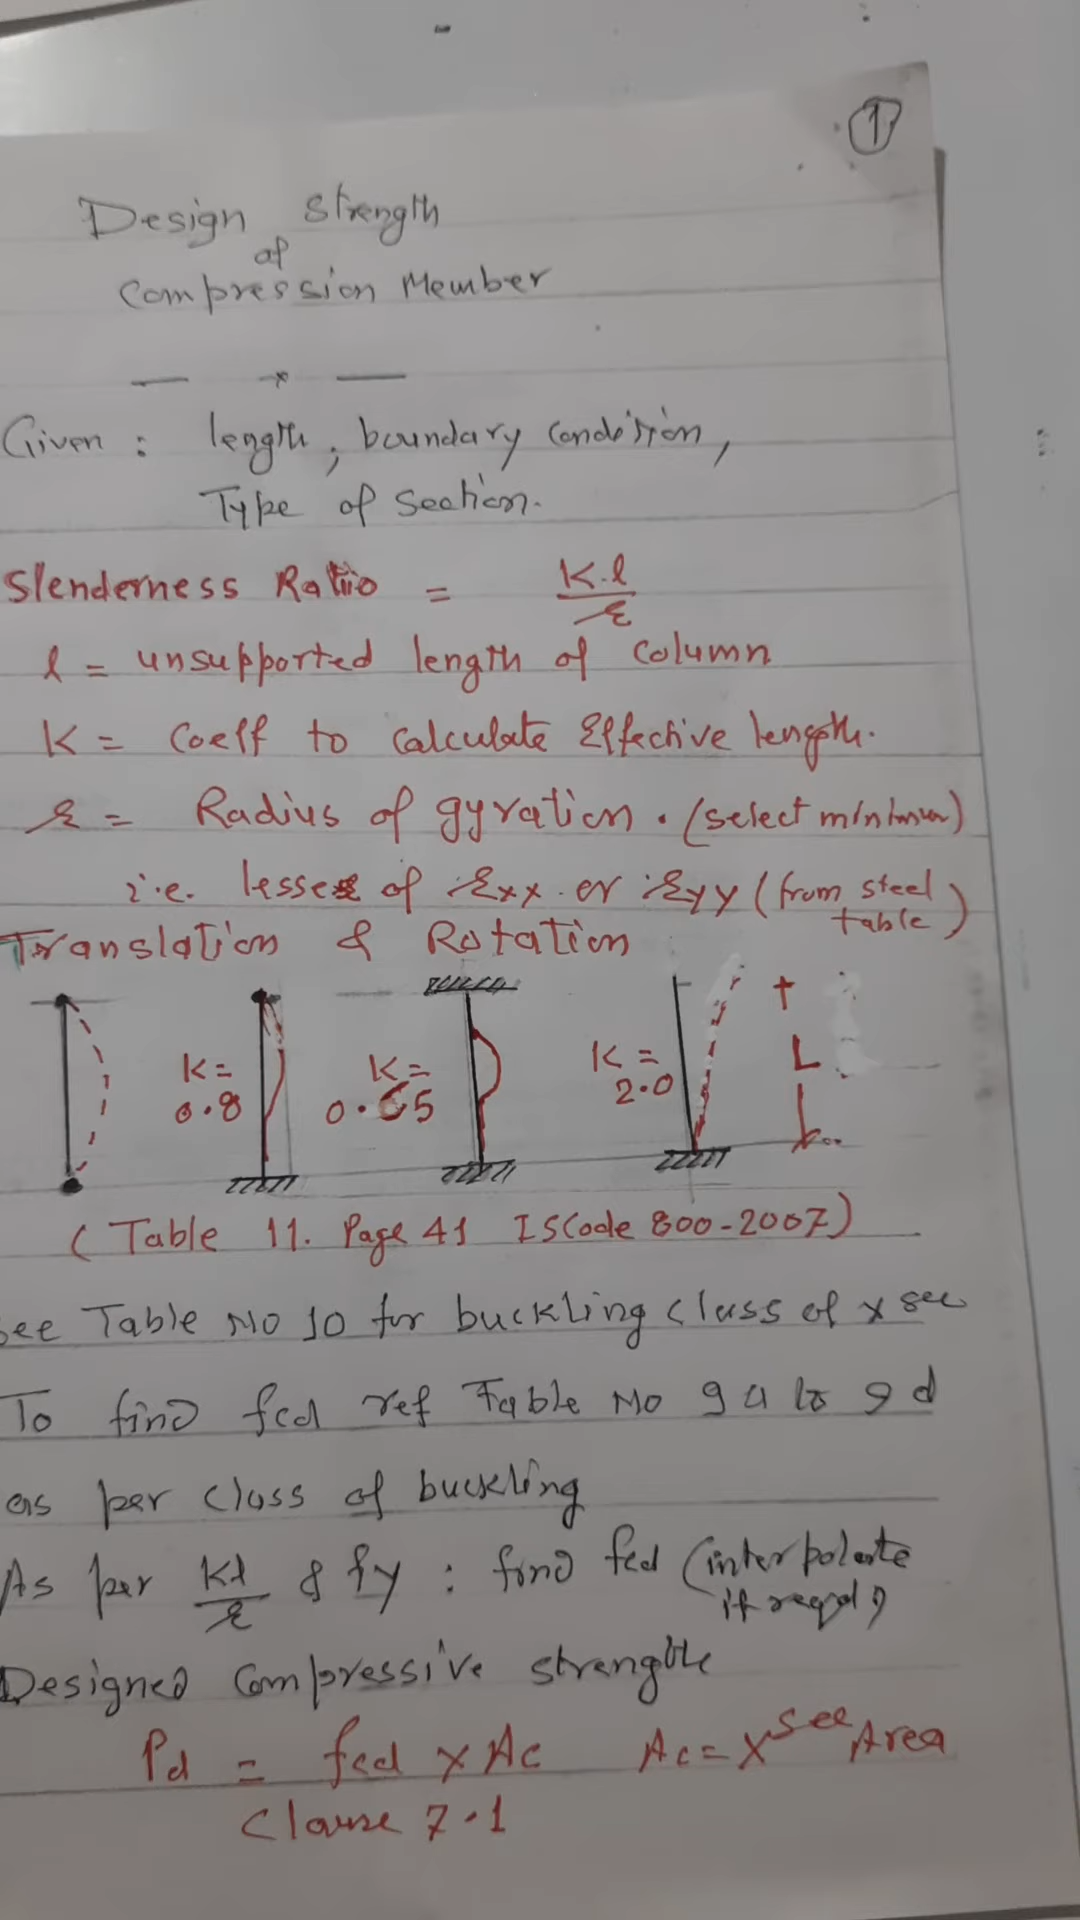 1
Design Strength
of
Compression Member
Given : length, boundary Condition,
Type of Section.
Slenderness Ratio = K.l
r
l = unsupported length of Column
K = Coeff to Calculate Effective length.
r = Radius of gyration. (select minimum)
i.e. lesser of rxx or ryy (from steel
table)
Translation & Rotation
K = 0.8
K = 0.65
K = 2.0
(Table 11. Page 41 IS Code 800-2007)
See Table No 10 for buckling class of x sec
To find fcd ref Table No 9a to 9d
as per class of buckling
As per Kl & fy : find fcd (interpolate
r if reqd)
Designed Compressive strength
Pd = fcd x Ac Ac = x sec Area
Clause 7.1